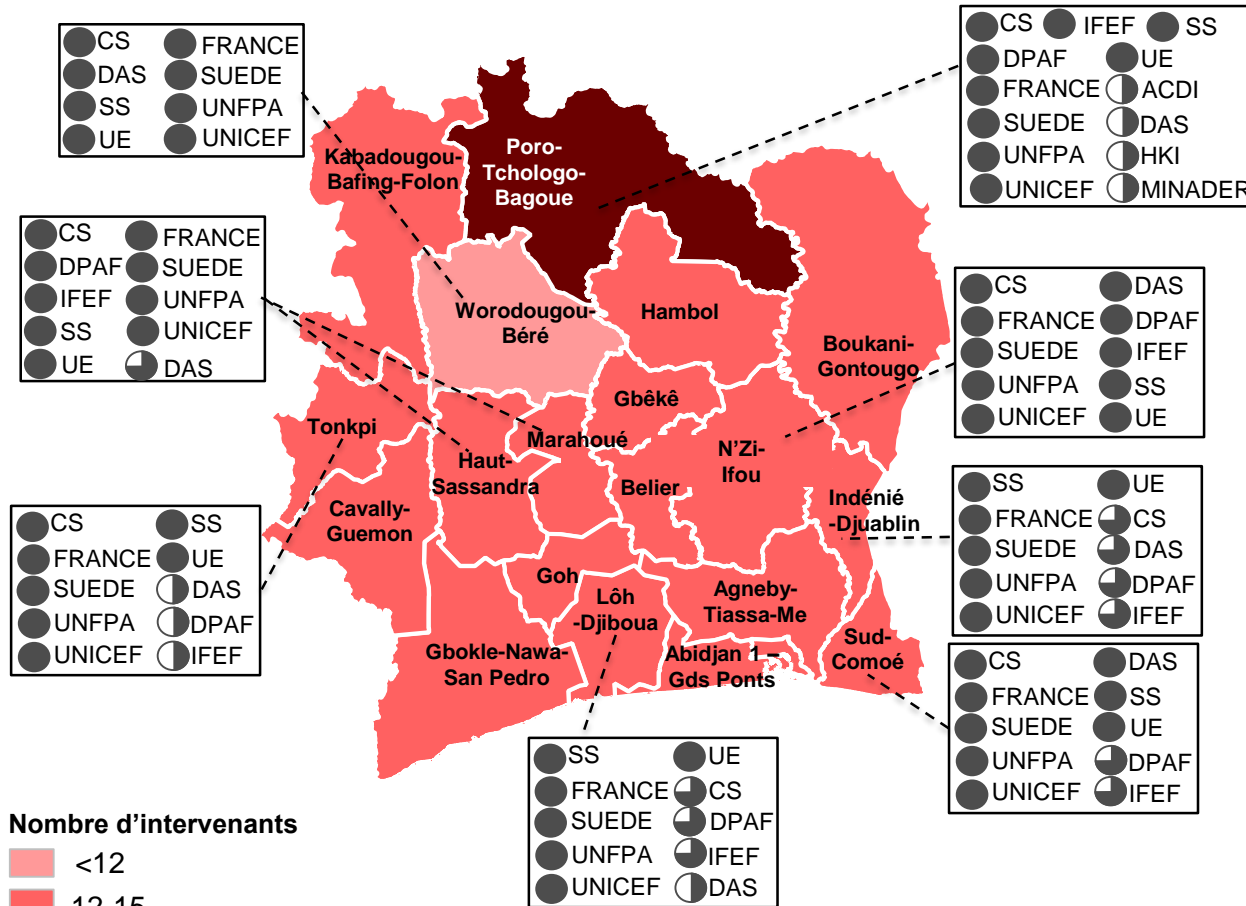 CS FRANCE
DAS SUEDE
SS UNFPA
UE UNICEF
CS IFEF SS
DPAF UE
FRANCE ACDI
SUEDE DAS
UNFPA HKI
UNICEF MINADER
Kabadougou-
Bafing-Folon
Poro-
Tchologo-
Bagoue
CS FRANCE
DPAF SUEDE
IFEF UNFPA
SS UNICEF
UE DAS
Worodougou-
Béré
Hambol
Boukani-
Gontougo
CS DAS
FRANCE DPAF
SUEDE IFEF
UNFPA SS
UNICEF UE
Gbêkê
Tonkpi
Marahoué
Haut-
Sassandra
N'Zi-
Ifou
Belier
Cavally-
Guemon
Indénié
-Djuablin
SS UE
FRANCE CS
SUEDE DAS
UNFPA DPAF
UNICEF IFEF
CS SS
FRANCE UE
SUEDE DAS
UNFPA DPAF
UNICEF IFEF
Goh
Lôh
-Djiboua
Agneby-
Tiassa-Me
Gbokle-Nawa-
San Pedro
Abidjan 1 –
Gds Ponts
Sud-
Comoé
CS DAS
FRANCE SS
SUEDE UE
UNFPA DPAF
UNICEF IFEF
SS UE
FRANCE CS
SUEDE DPAF
UNFPA IFEF
UNICEF DAS
Nombre d'intervenants
<12
12-15